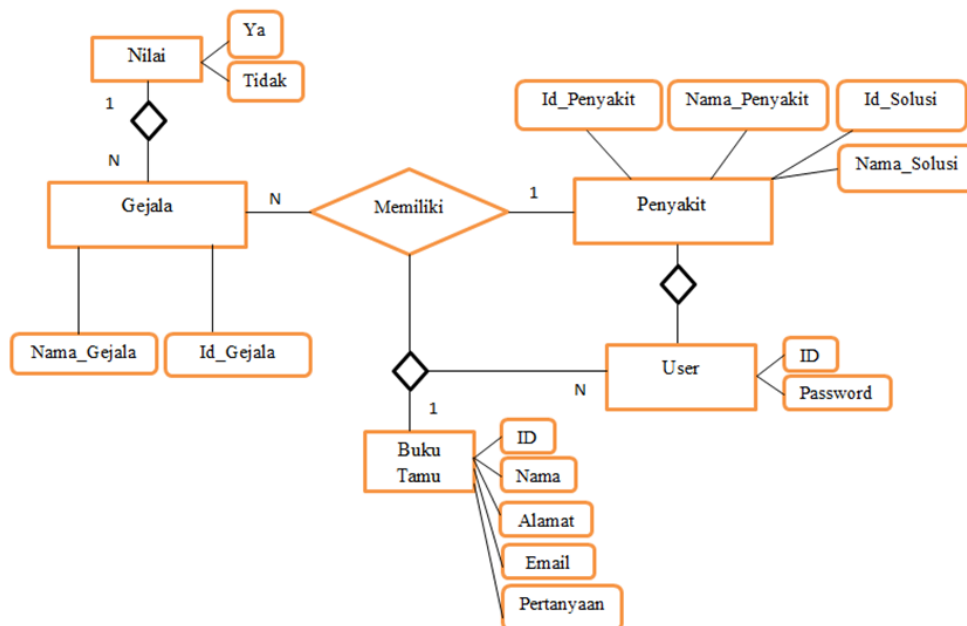 Nilai
Ya
Tidak
1
N
Id_Penyakit
Nama_Penyakit
Id_Solusi
Nama_Solusi
Gejala
N
Memiliki
1
Penyakit
Nama_Gejala
Id_Gejala
User
ID
Password
N
1
Buku
Tamu
ID
Nama
Alamat
Email
Pertanyaan